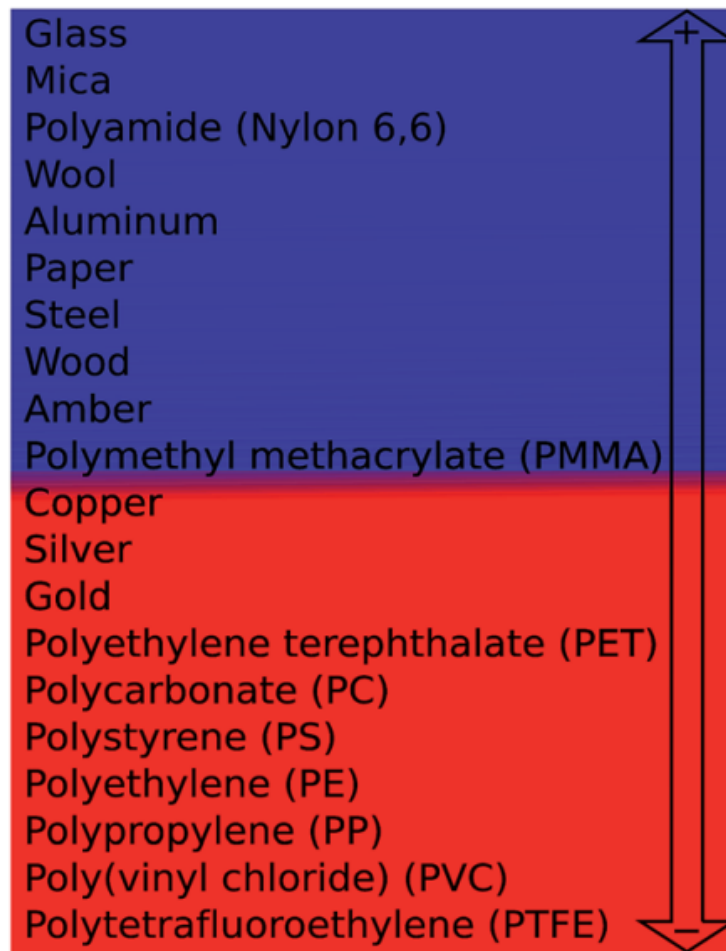 +
Glass
Mica
Polyamide (Nylon 6,6)
Wool
Aluminum
Paper
Steel
Wood
Amber
Polymethyl methacrylate (PMMA)
Copper
Silver
Gold
Polyethylene terephthalate (PET)
Polycarbonate (PC)
Polystyrene (PS)
Polyethylene (PE)
Polypropylene (PP)
Poly(vinyl chloride) (PVC)
Polytetrafluoroethylene (PTFE)
−